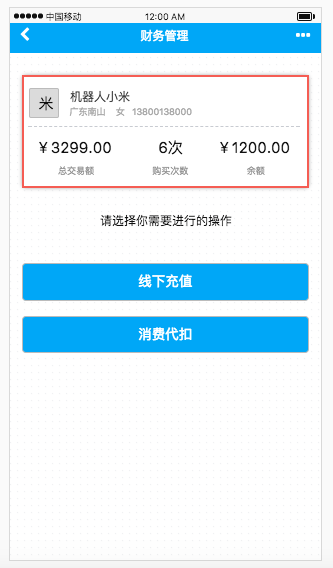 中国移动 12:00 AM
财务管理
米 机器人小米
广东南山 女 13800138000
￥3299.00 6次 ￥1200.00
总交易额 购买次数 余额
请选择你需要进行的操作
线下充值
消费代扣